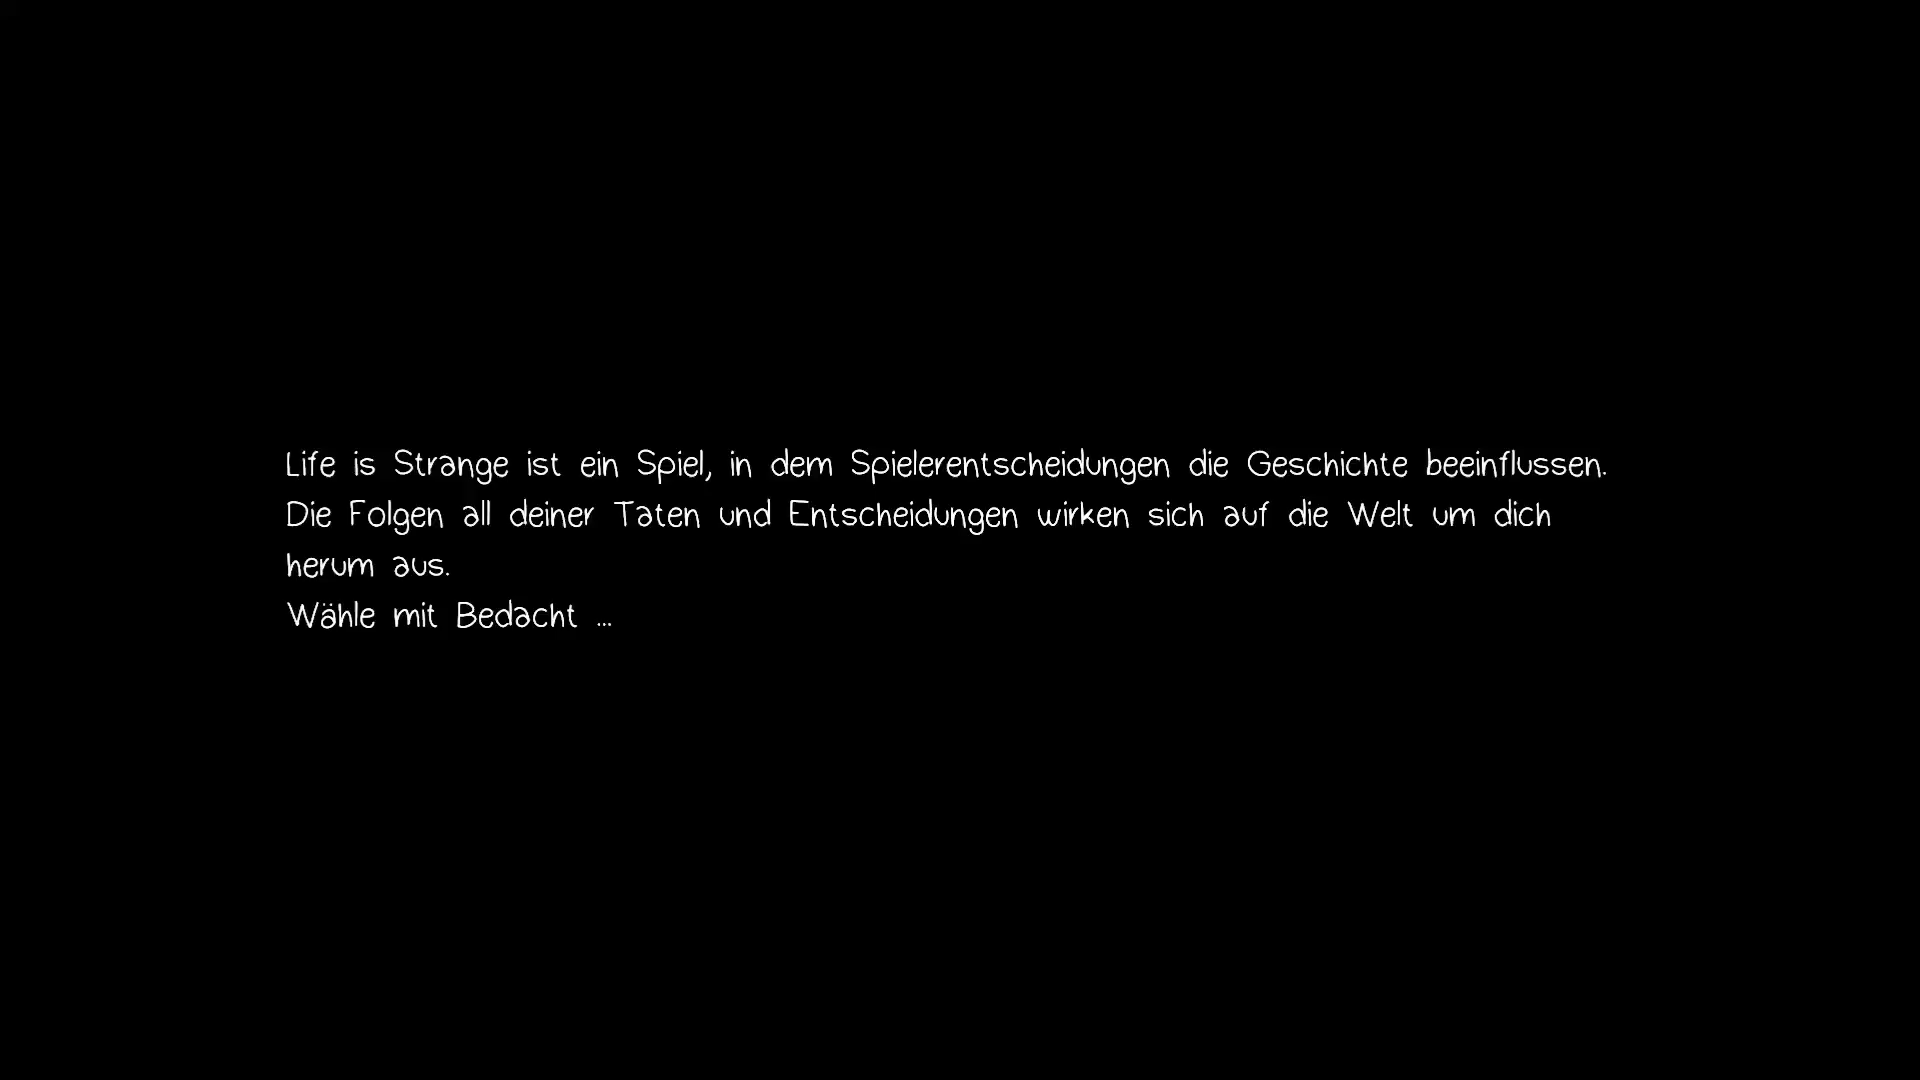 Life is Strange ist ein Spiel, in dem Spielerentscheidungen die Geschichte beeinflussen.
Die Folgen all deiner Taten und Entscheidungen wirken sich auf die Welt um dich
herum aus.
Wähle mit Bedacht ...